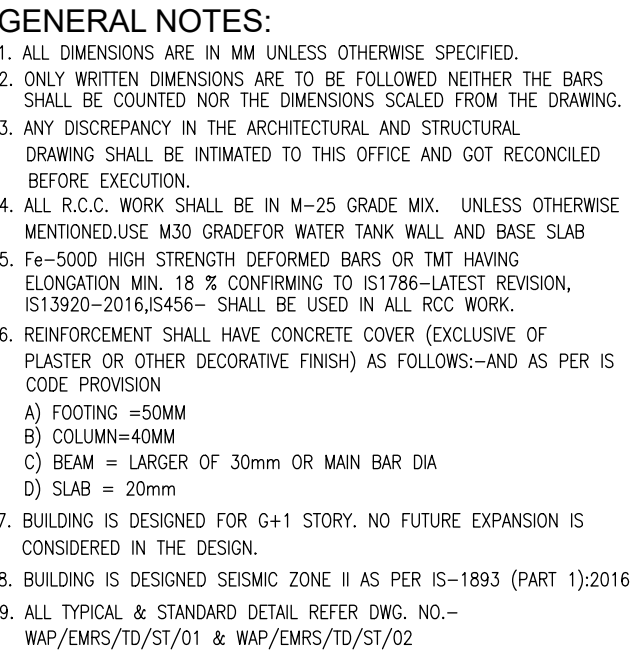 GENERAL NOTES:
1. ALL DIMENSIONS ARE IN MM UNLESS OTHERWISE SPECIFIED.
2. ONLY WRITTEN DIMENSIONS ARE TO BE FOLLOWED NEITHER THE BARS
SHALL BE COUNTED NOR THE DIMENSIONS SCALED FROM THE DRAWING.
3. ANY DISCREPANCY IN THE ARCHITECTURAL AND STRUCTURAL
DRAWING SHALL BE INTIMATED TO THIS OFFICE AND GOT RECONCILED
BEFORE EXECUTION.
4. ALL R.C.C. WORK SHALL BE IN M-25 GRADE MIX. UNLESS OTHERWISE
MENTIONED.USE M30 GRADEFOR WATER TANK WALL AND BASE SLAB
5. Fe-500D HIGH STRENGTH DEFORMED BARS OR TMT HAVING
ELONGATION MIN. 18 % CONFIRMING TO IS1786-LATEST REVISION,
IS13920-2016,IS456- SHALL BE USED IN ALL RCC WORK.
6. REINFORCEMENT SHALL HAVE CONCRETE COVER (EXCLUSIVE OF
PLASTER OR OTHER DECORATIVE FINISH) AS FOLLOWS:-AND AS PER IS
CODE PROVISION
A) FOOTING =50MM
B) COLUMN=40MM
C) BEAM = LARGER OF 30mm OR MAIN BAR DIA
D) SLAB = 20mm
7. BUILDING IS DESIGNED FOR G+1 STORY. NO FUTURE EXPANSION IS
CONSIDERED IN THE DESIGN.
8. BUILDING IS DESIGNED SEISMIC ZONE II AS PER IS-1893 (PART 1):2016
9. ALL TYPICAL & STANDARD DETAIL REFER DWG. NO.-
WAP/EMRS/TD/ST/01 & WAP/EMRS/TD/ST/02